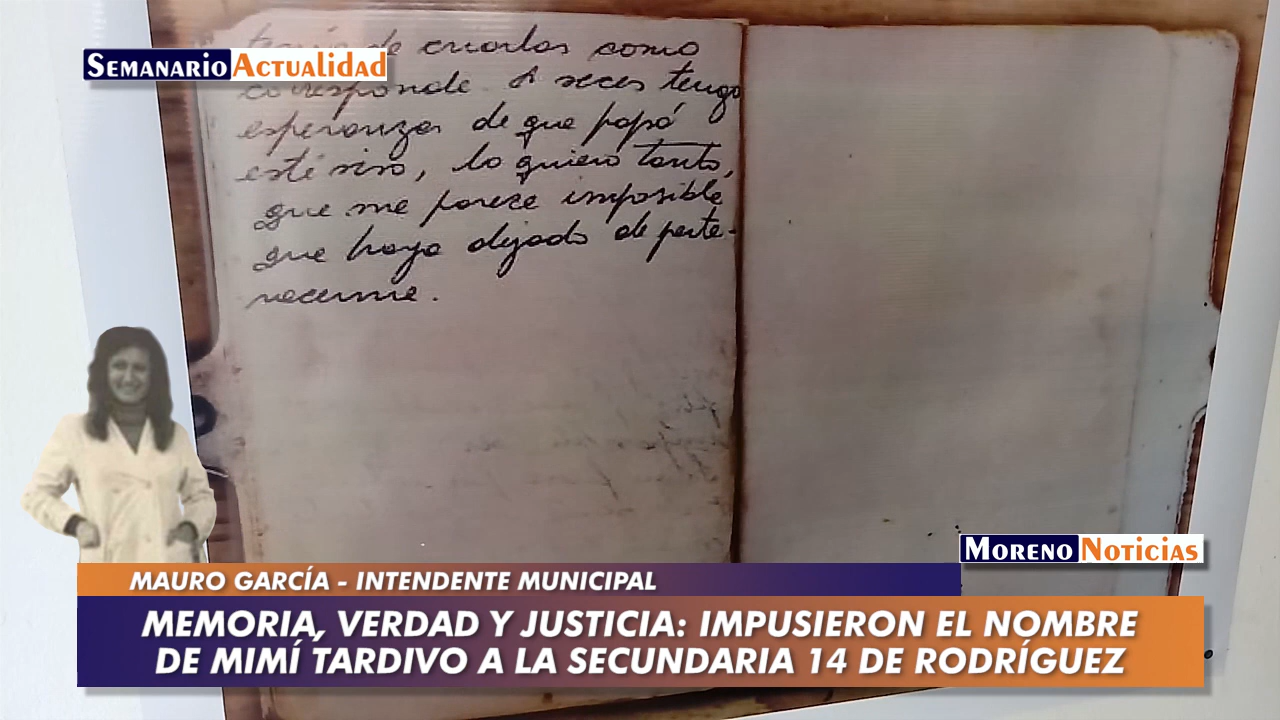 SEMANARIO ACTUALIDAD
de criarlos como
corresponde. A veces tengo
esperanzas de que papá
esté vivo, lo quiero tanto,
que me parece imposible
que haya dejado de perte-
necerme.
MORENO NOTICIAS
MAURO GARCÍA - INTENDENTE MUNICIPAL
MEMORIA, VERDAD Y JUSTICIA: IMPUSIERON EL NOMBRE
DE MIMÍ TARDIVO A LA SECUNDARIA 14 DE RODRÍGUEZ